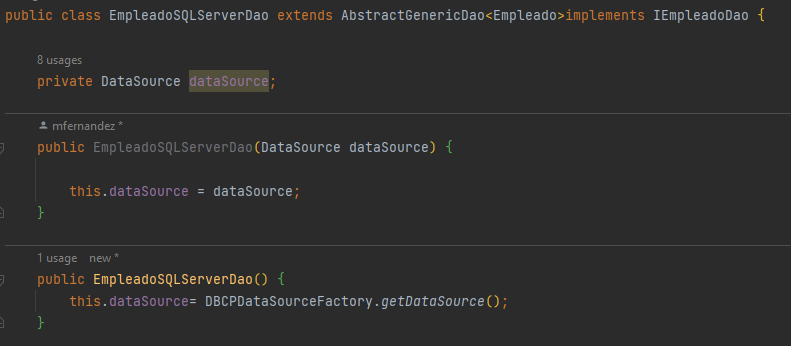 public class EmpleadoSQLServerDao extends AbstractGenericDao<Empleado>implements IEmpleadoDao {
8 usages
private DataSource dataSource;
mfernandez *
public EmpleadoSQLServerDao(DataSource dataSource) {
this.dataSource = dataSource;
}
1 usage new *
public EmpleadoSQLServerDao() {
this.dataSource= DBCPDataSourceFactory.getDataSource();
}